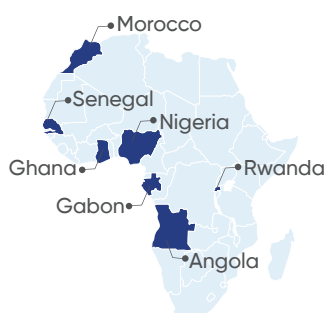 Morocco
Senegal
Nigeria
Ghana
Rwanda
Gabon
Angola